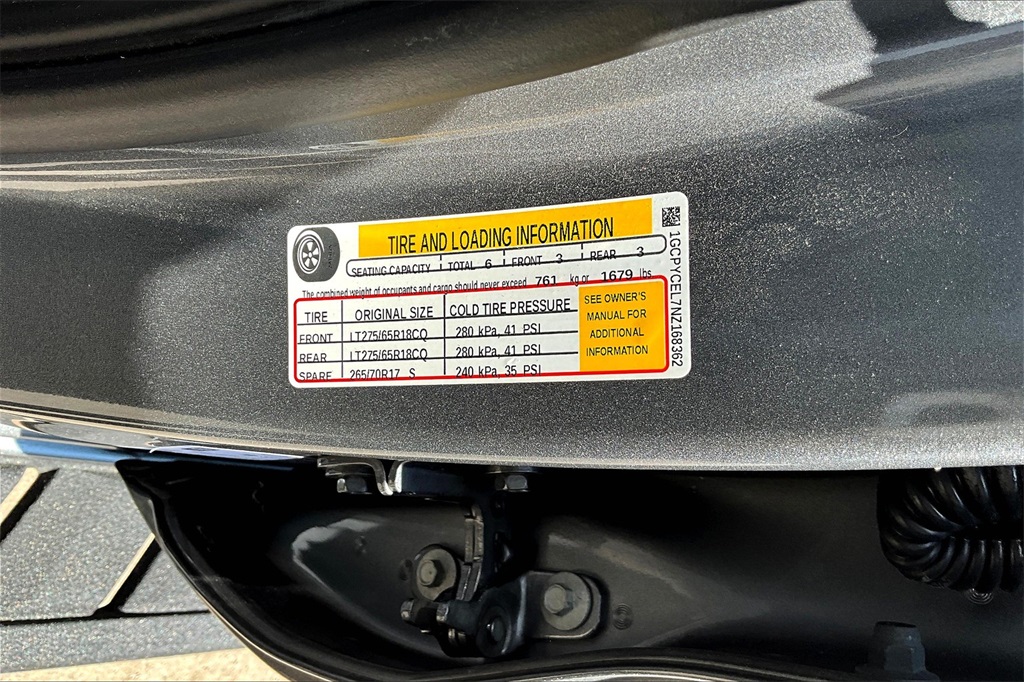 TIRE AND LOADING INFORMATION
SEATING CAPACITY TOTAL 6 FRONT 3 REAR 3
The combined weight of occupants and cargo should never exceed 761 kg or 1679 lbs
TIRE ORIGINAL SIZE COLD TIRE PRESSURE
FRONT LT275/65R18CQ 280 kPa, 41 PSI
REAR LT275/65R18CQ 280 kPa, 41 PSI
SPARE 265/70R17 S 240 kPa, 35 PSI
SEE OWNER'S
MANUAL FOR
ADDITIONAL
INFORMATION
1GCPYCEL7NZ168362